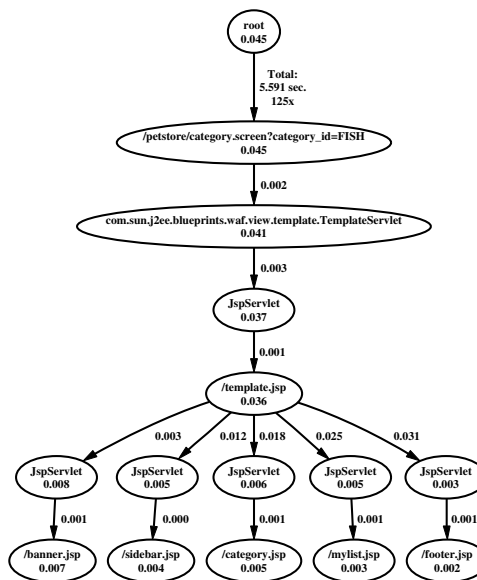 root
0.045
Total:
5.591 sec.
125x
/petstore/category.screen?category_id=FISH
0.045
0.002
com.sun.j2ee.blueprints.waf.view.template.TemplateServlet
0.041
0.003
JspServlet
0.037
0.001
/template.jsp
0.036
0.003 0.012 0.018 0.025 0.031
JspServlet JspServlet JspServlet JspServlet JspServlet
0.008 0.005 0.006 0.005 0.003
0.001 0.000 0.001 0.001 0.001
/banner.jsp /sidebar.jsp /category.jsp /mylist.jsp /footer.jsp
0.007 0.004 0.005 0.003 0.002